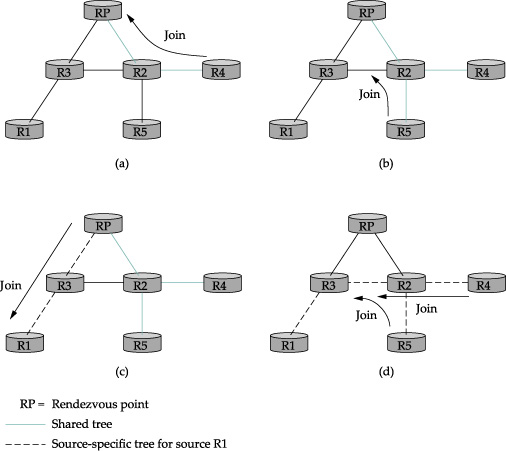 RP
Join
R3
R2
R4
R1
R5
(a)
RP
R3
R2
R4
Join
R1
R5
(b)
RP
Join
R3
R2
R4
R1
R5
(c)
RP
R3
R2
R4
Join
Join
R1
R5
(d)
RP = Rendezvous point
Shared tree
Source-specific tree for source R1